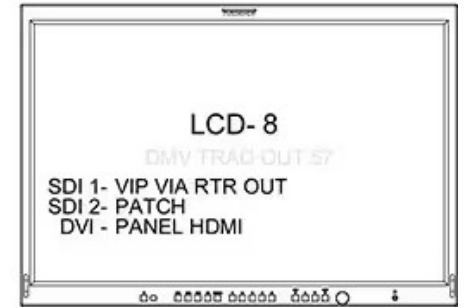 LCD- 8
DMV TRAD OUT 57
SDI 1- VIP VIA RTR OUT
SDI 2- PATCH
DVI - PANEL HDMI